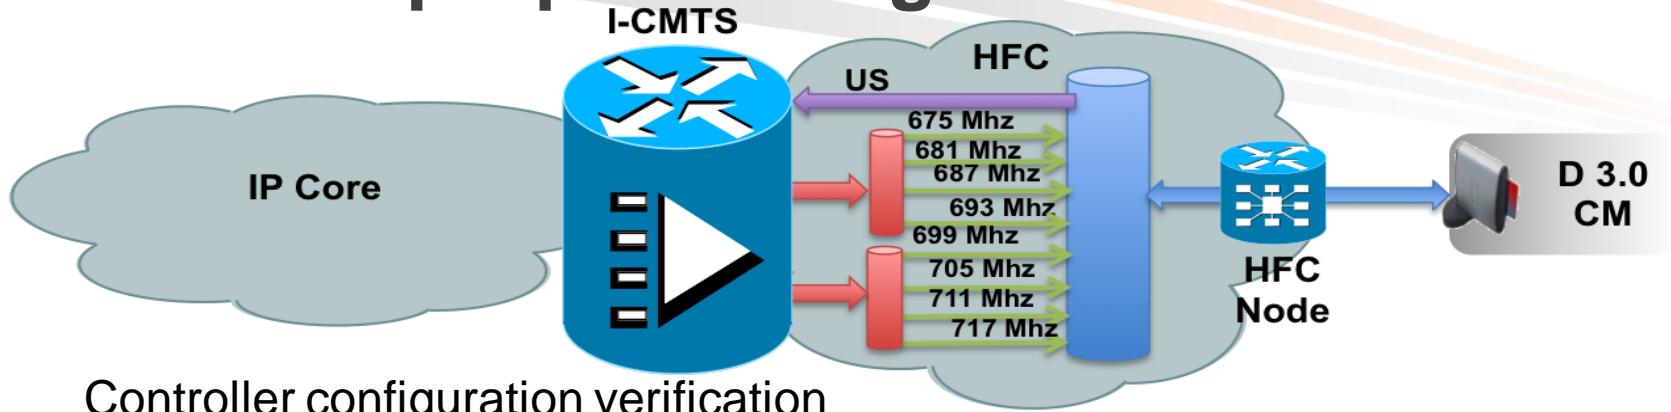 I-CMTS
HFC
US
675 Mhz
681 Mhz
687 Mhz
693 Mhz
699 Mhz
705 Mhz
711 Mhz
717 Mhz
IP Core
D 3.0
CM
HFC
Node
Controller configuration verification